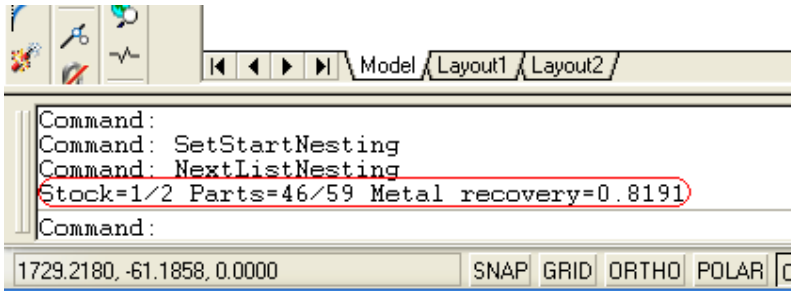 Model Layout1 Layout2
Command:
Command: SetStartNesting
Command: NextListNesting
Stock=1/2 Parts=46/59 Metal recovery=0.8191
Command:
1729.2180, -61.1858, 0.0000 SNAP GRID ORTHO POLAR